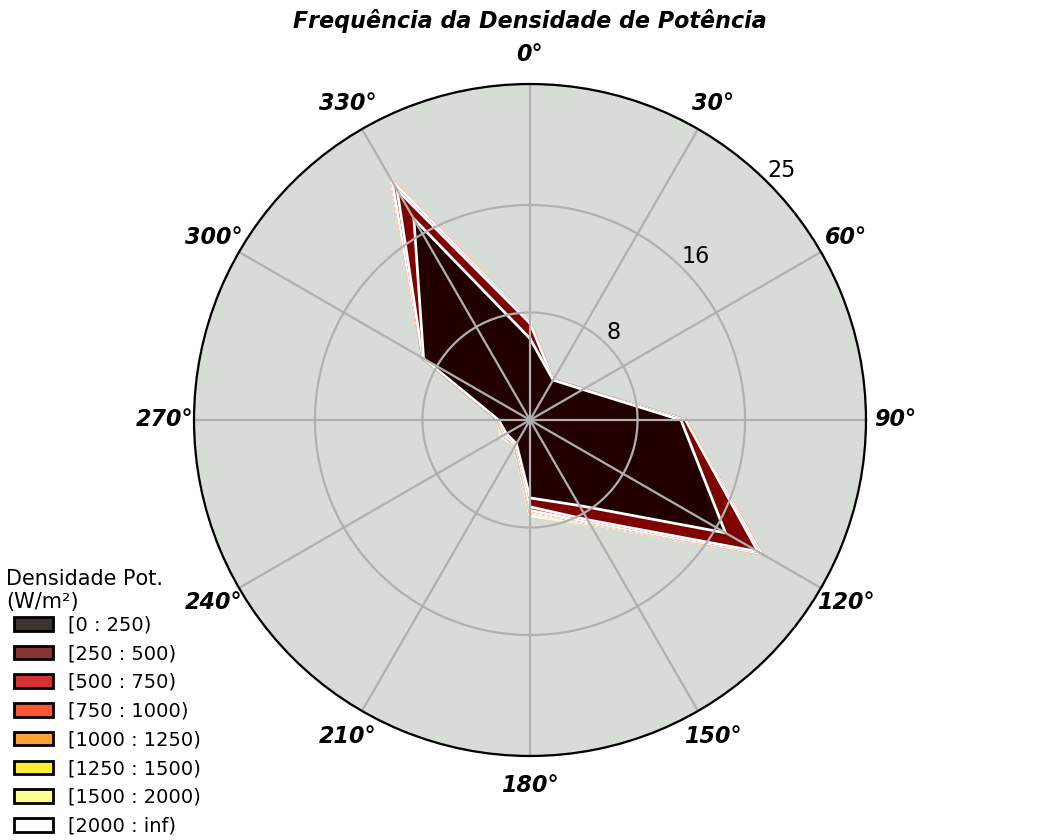 Frequência da Densidade de Potência
0°
30°
60°
90°
120°
150°
180°
210°
240°
270°
300°
330°
8
16
25
Densidade Pot.
(W/m²)
[0 : 250)
[250 : 500)
[500 : 750)
[750 : 1000)
[1000 : 1250)
[1250 : 1500)
[1500 : 2000)
[2000 : inf)